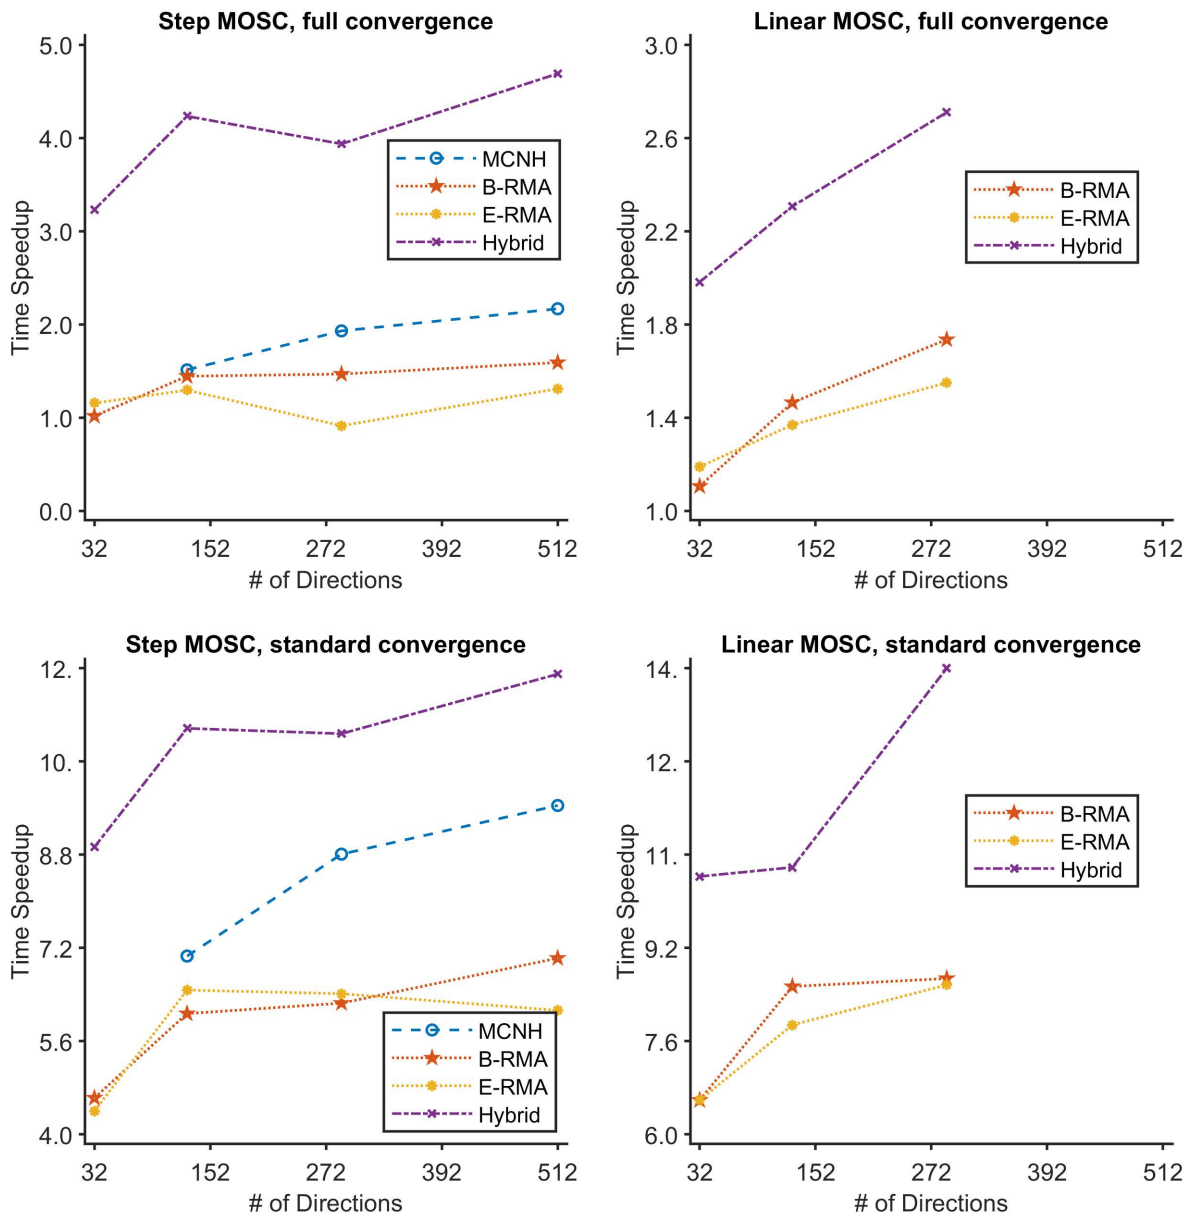 Step MOSC, full convergence
5.0
4.0
3.0
2.0
1.0
0.0
Time Speedup
32 152 272 392 512
# of Directions
MCNH
B-RMA
E-RMA
Hybrid
Linear MOSC, full convergence
3.0
2.6
2.2
1.8
1.4
1.0
Time Speedup
32 152 272 392 512
# of Directions
B-RMA
E-RMA
Hybrid
Step MOSC, standard convergence
12.
10.
8.8
7.2
5.6
4.0
Time Speedup
32 152 272 392 512
# of Directions
MCNH
B-RMA
E-RMA
Hybrid
Linear MOSC, standard convergence
14.
12.
11.
9.2
7.6
6.0
Time Speedup
32 152 272 392 512
# of Directions
B-RMA
E-RMA
Hybrid